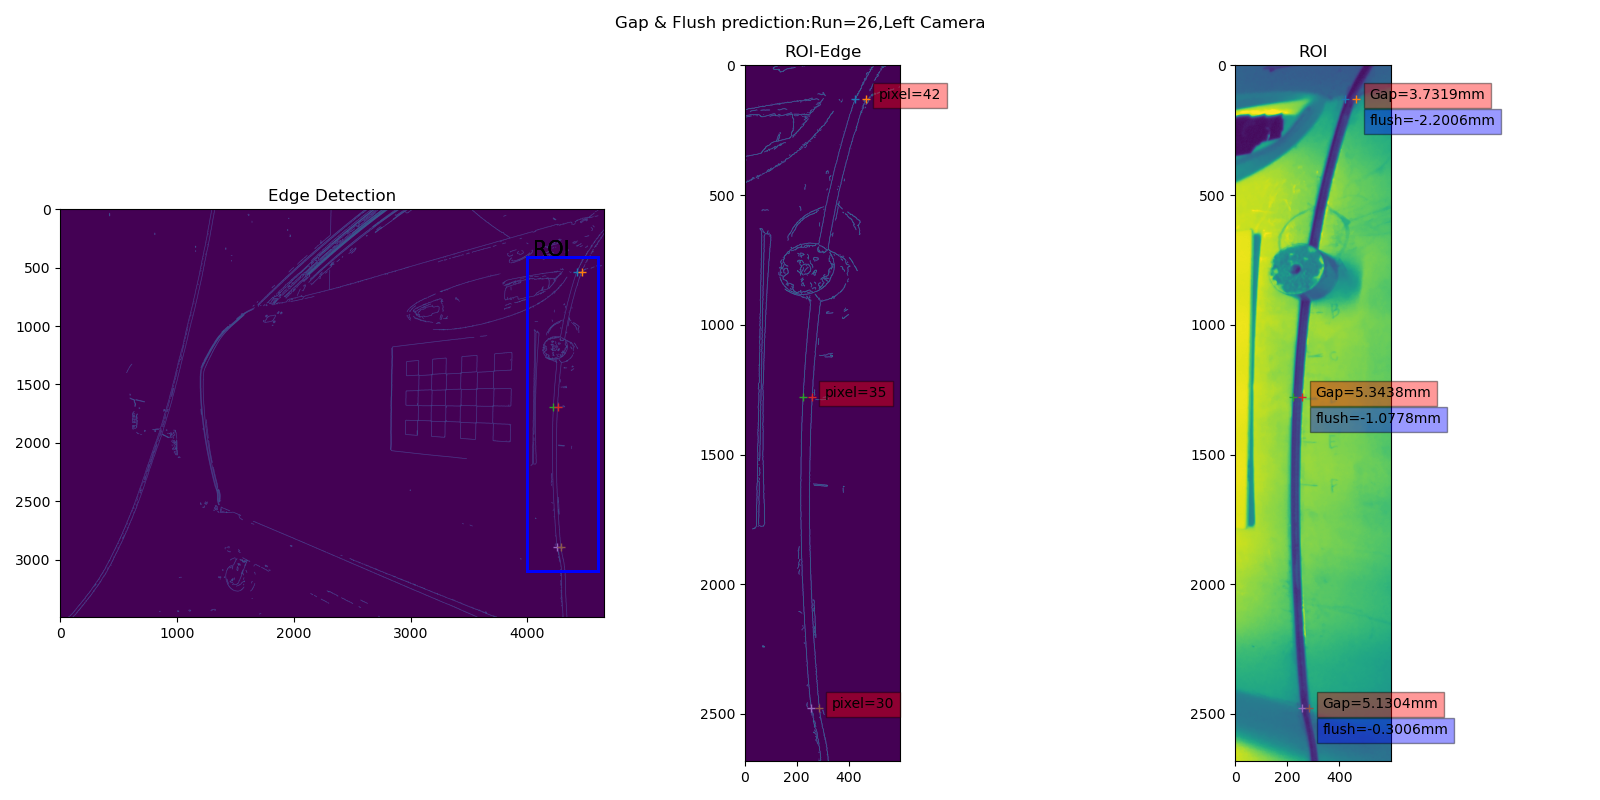 Gap & Flush prediction:Run=26,Left Camera
Edge Detection
ROI
0
500
1000
1500
2000
2500
3000
0 1000 2000 3000 4000
ROI-Edge
pixel=42
pixel=35
pixel=30
0
500
1000
1500
2000
2500
0 200 400
ROI
Gap=3.7319mm
flush=-2.2006mm
Gap=5.3438mm
flush=-1.0778mm
Gap=5.1304mm
flush=-0.3006mm
0
500
1000
1500
2000
2500
0 200 400